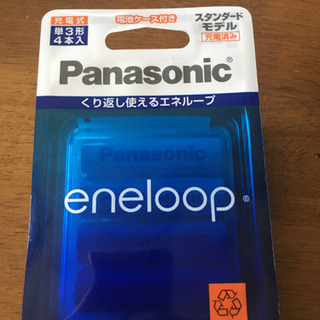 充電式
単3形
4本入
電池ケース付き
スタンダード
モデル
充電済み
Panasonic
くり返し使えるエネループ
Panasonic
eneloop®